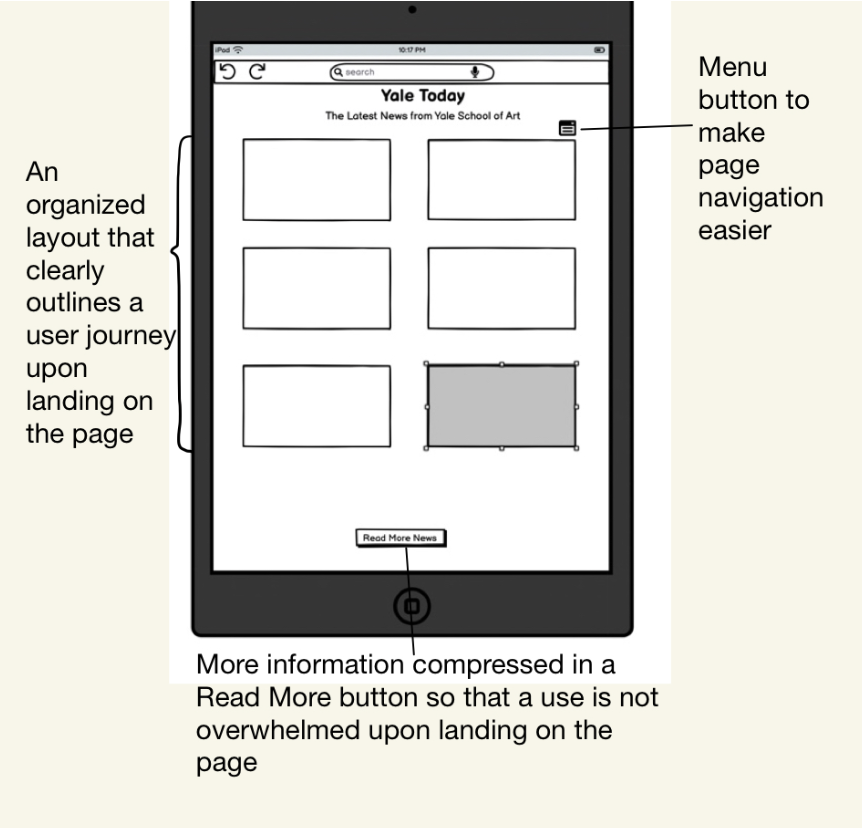 iPad
10:17 PM
search
Yale Today
The Latest News from Yale School of Art
Menu
button to
make
page
navigation
easier
An
organized
layout that
clearly
outlines a
user journey
upon
landing on
the page
Read More News
More information compressed in a
Read More button so that a use is not
overwhelmed upon landing on the
page